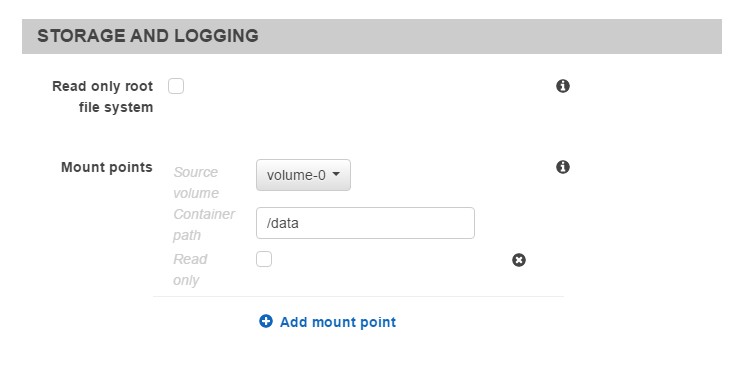 STORAGE AND LOGGING
Read only root
file system
Mount points
Source
volume
volume-0
Container
path
/data
Read
only
Add mount point